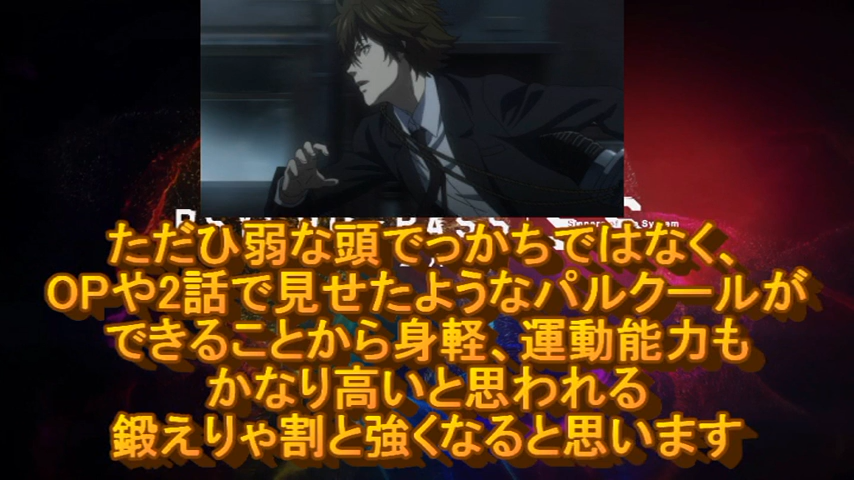 ただひ弱な頭でっかちではなく、
OPや2話で見せたようなパルクールが
できることから身軽、運動能力も
かなり高いと思われる
鍛えりゃ割と強くなると思います